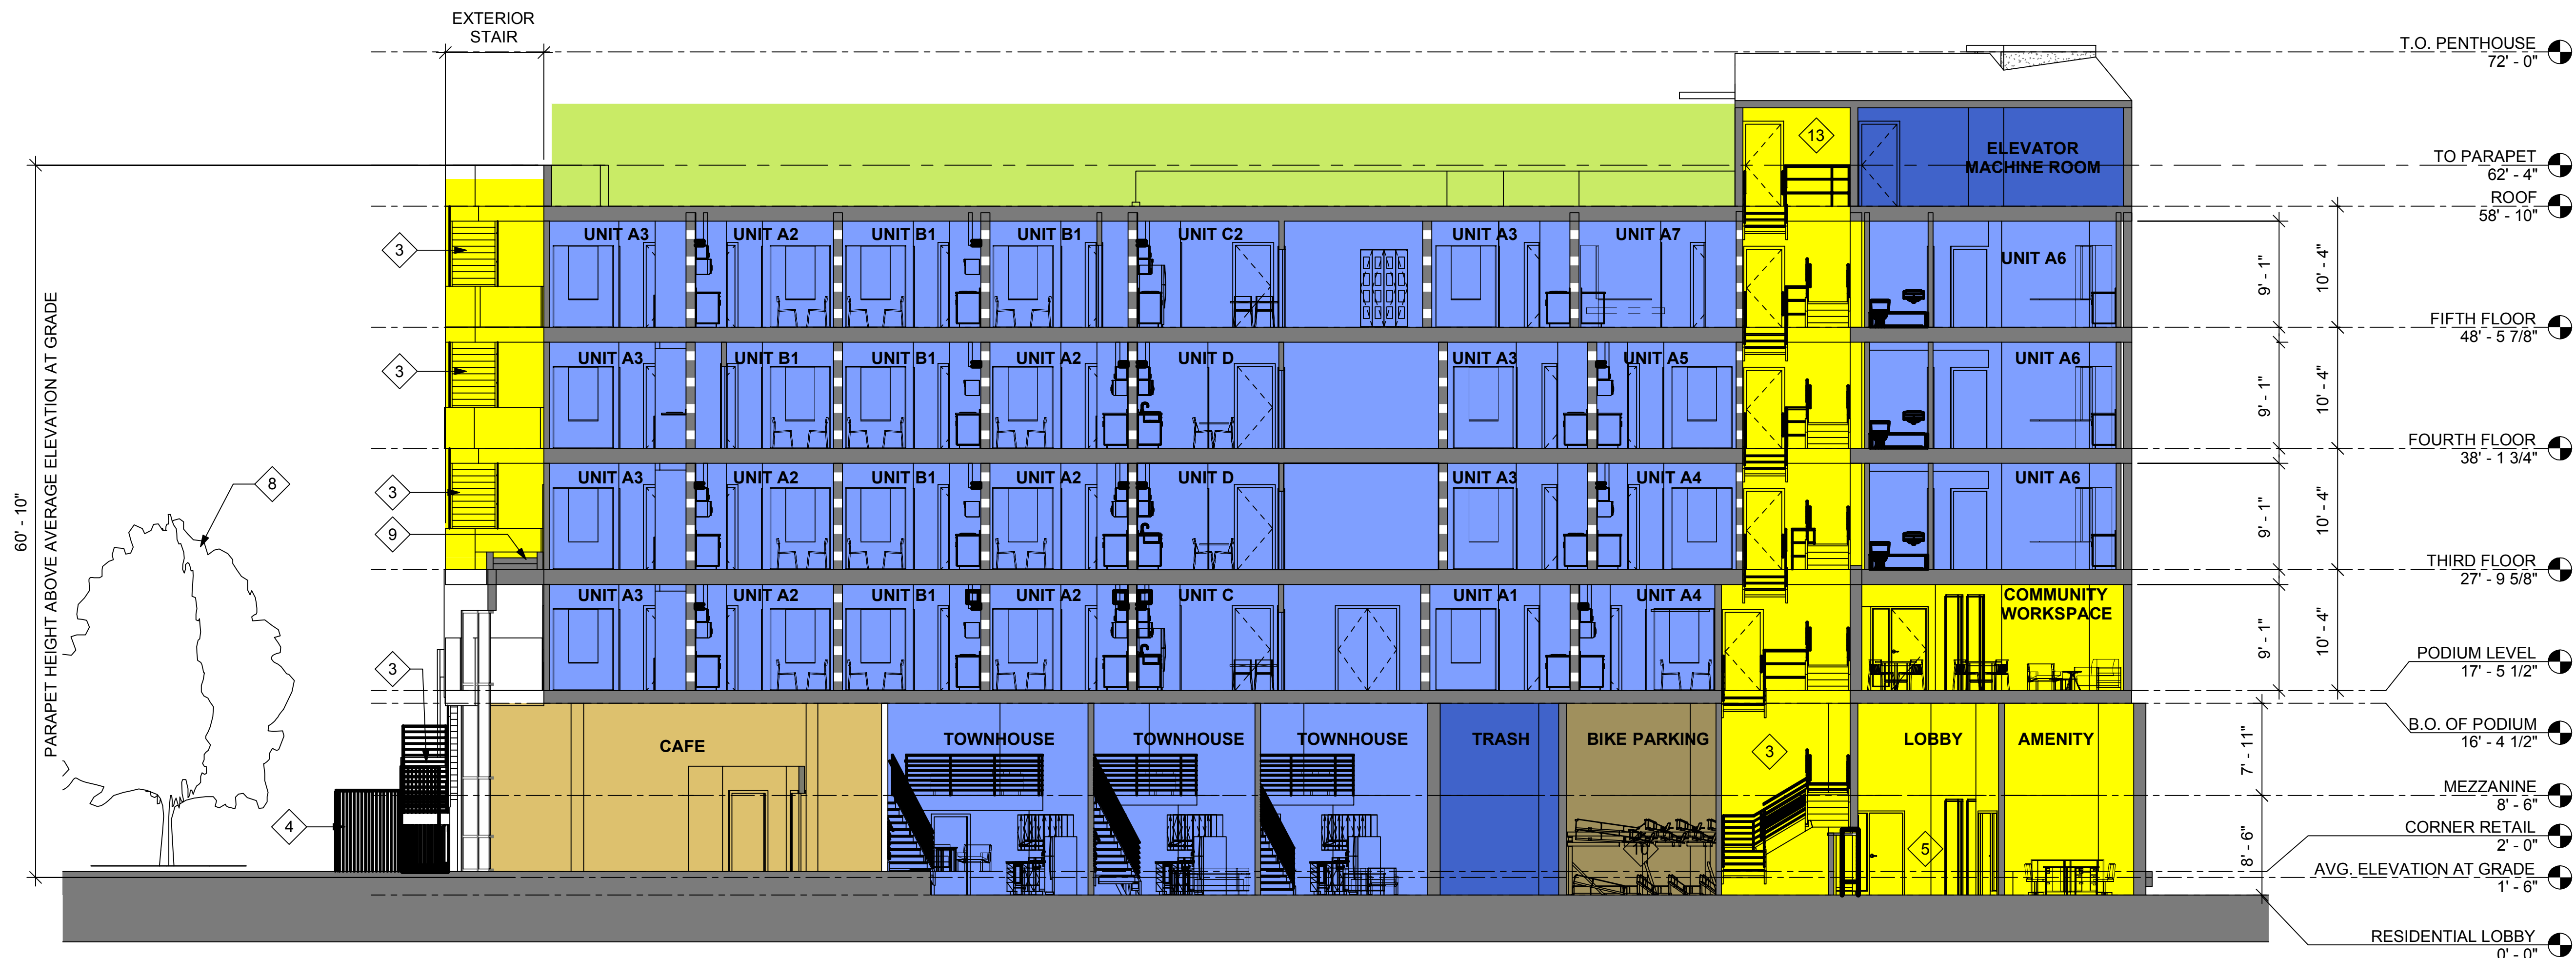 EXTERIOR
STAIR
T.O. PENTHOUSE
72' - 0"
13
ELEVATOR
MACHINE ROOM
TO PARAPET
62' - 4"
ROOF
58' - 10"
3
UNIT A3 UNIT A2 UNIT B1 UNIT B1 UNIT C2 UNIT A3 UNIT A7 UNIT A6
9' - 1"
10' - 4"
FIFTH FLOOR
48' - 5 7/8"
3
UNIT A3 UNIT B1 UNIT B1 UNIT A2 UNIT D UNIT A3 UNIT A5 UNIT A6
9' - 1"
10' - 4"
FOURTH FLOOR
38' - 1 3/4"
3
9
UNIT A3 UNIT A2 UNIT B1 UNIT A2 UNIT D UNIT A3 UNIT A4 UNIT A6
9' - 1"
10' - 4"
THIRD FLOOR
27' - 9 5/8"
3
UNIT A3 UNIT A2 UNIT B1 UNIT A2 UNIT C UNIT A1 UNIT A4 COMMUNITY
WORKSPACE
9' - 1"
10' - 4"
PODIUM LEVEL
17' - 5 1/2"
B.O. OF PODIUM
16' - 4 1/2"
60' - 10"
PARAPET HEIGHT ABOVE AVERAGE ELEVATION AT GRADE
8
4
CAFE TOWNHOUSE TOWNHOUSE TOWNHOUSE TRASH BIKE PARKING 3 LOBBY AMENITY
5
7' - 11"
8' - 6"
MEZZANINE
8' - 6"
CORNER RETAIL
2' - 0"
AVG. ELEVATION AT GRADE
1' - 6"
RESIDENTIAL LOBBY
0' - 0"